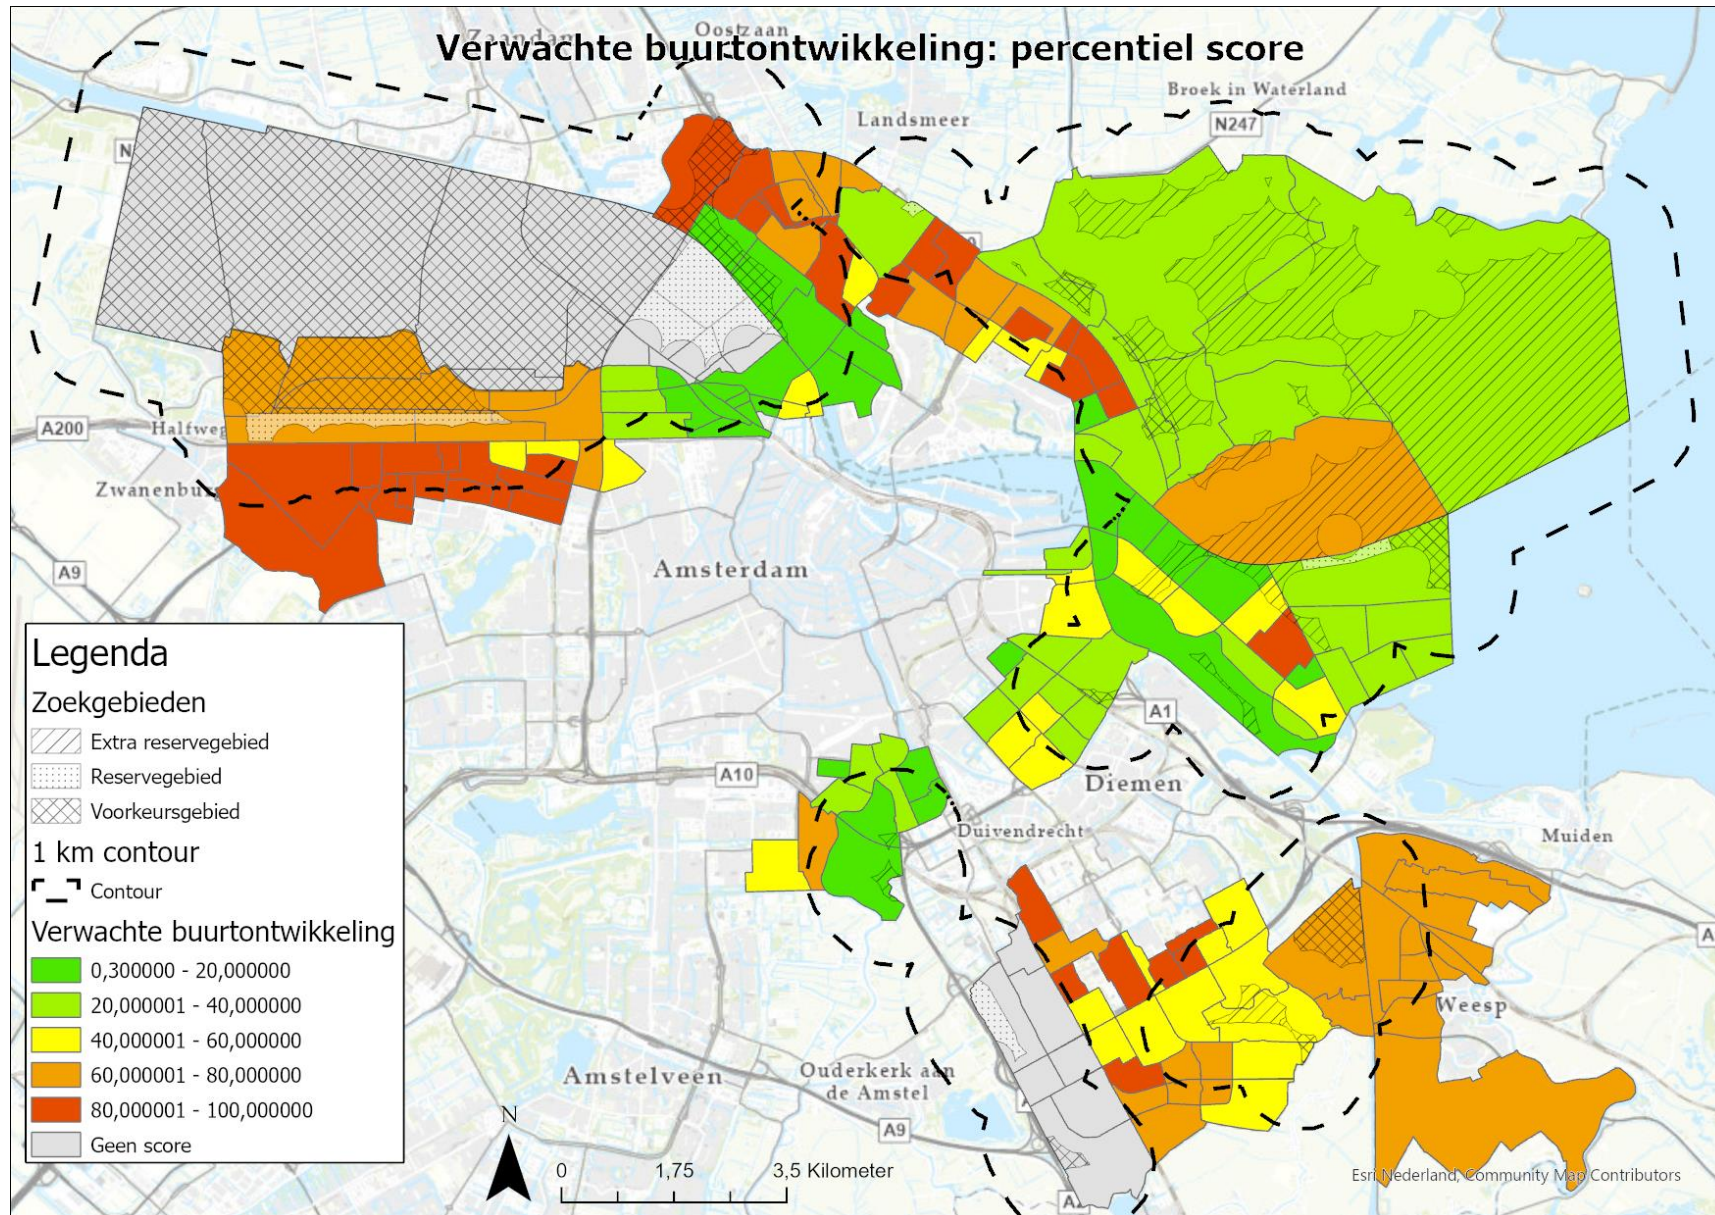 Oostzaan
Zaandam
Verwachte buurtontwikkeling: percentiel score
Broek in Waterland
Landsmeer
N247
N
A200
Halfweg
Zwanenburg
A9
Amsterdam
A1
A10
Diemen
Duivendrecht
Muiden
A
Weesp
Amstelveen
Ouderkerk aan
de Amstel
A9
Legenda
Zoekgebieden
Extra reservegebied
Reservegebied
Voorkeursgebied
1 km contour
Contour
Verwachte buurtontwikkeling
0,300000 - 20,000000
20,000001 - 40,000000
40,000001 - 60,000000
60,000001 - 80,000000
80,000001 - 100,000000
Geen score
N
0 1,75 3,5 Kilometer
Esri Nederland, Community Map Contributors